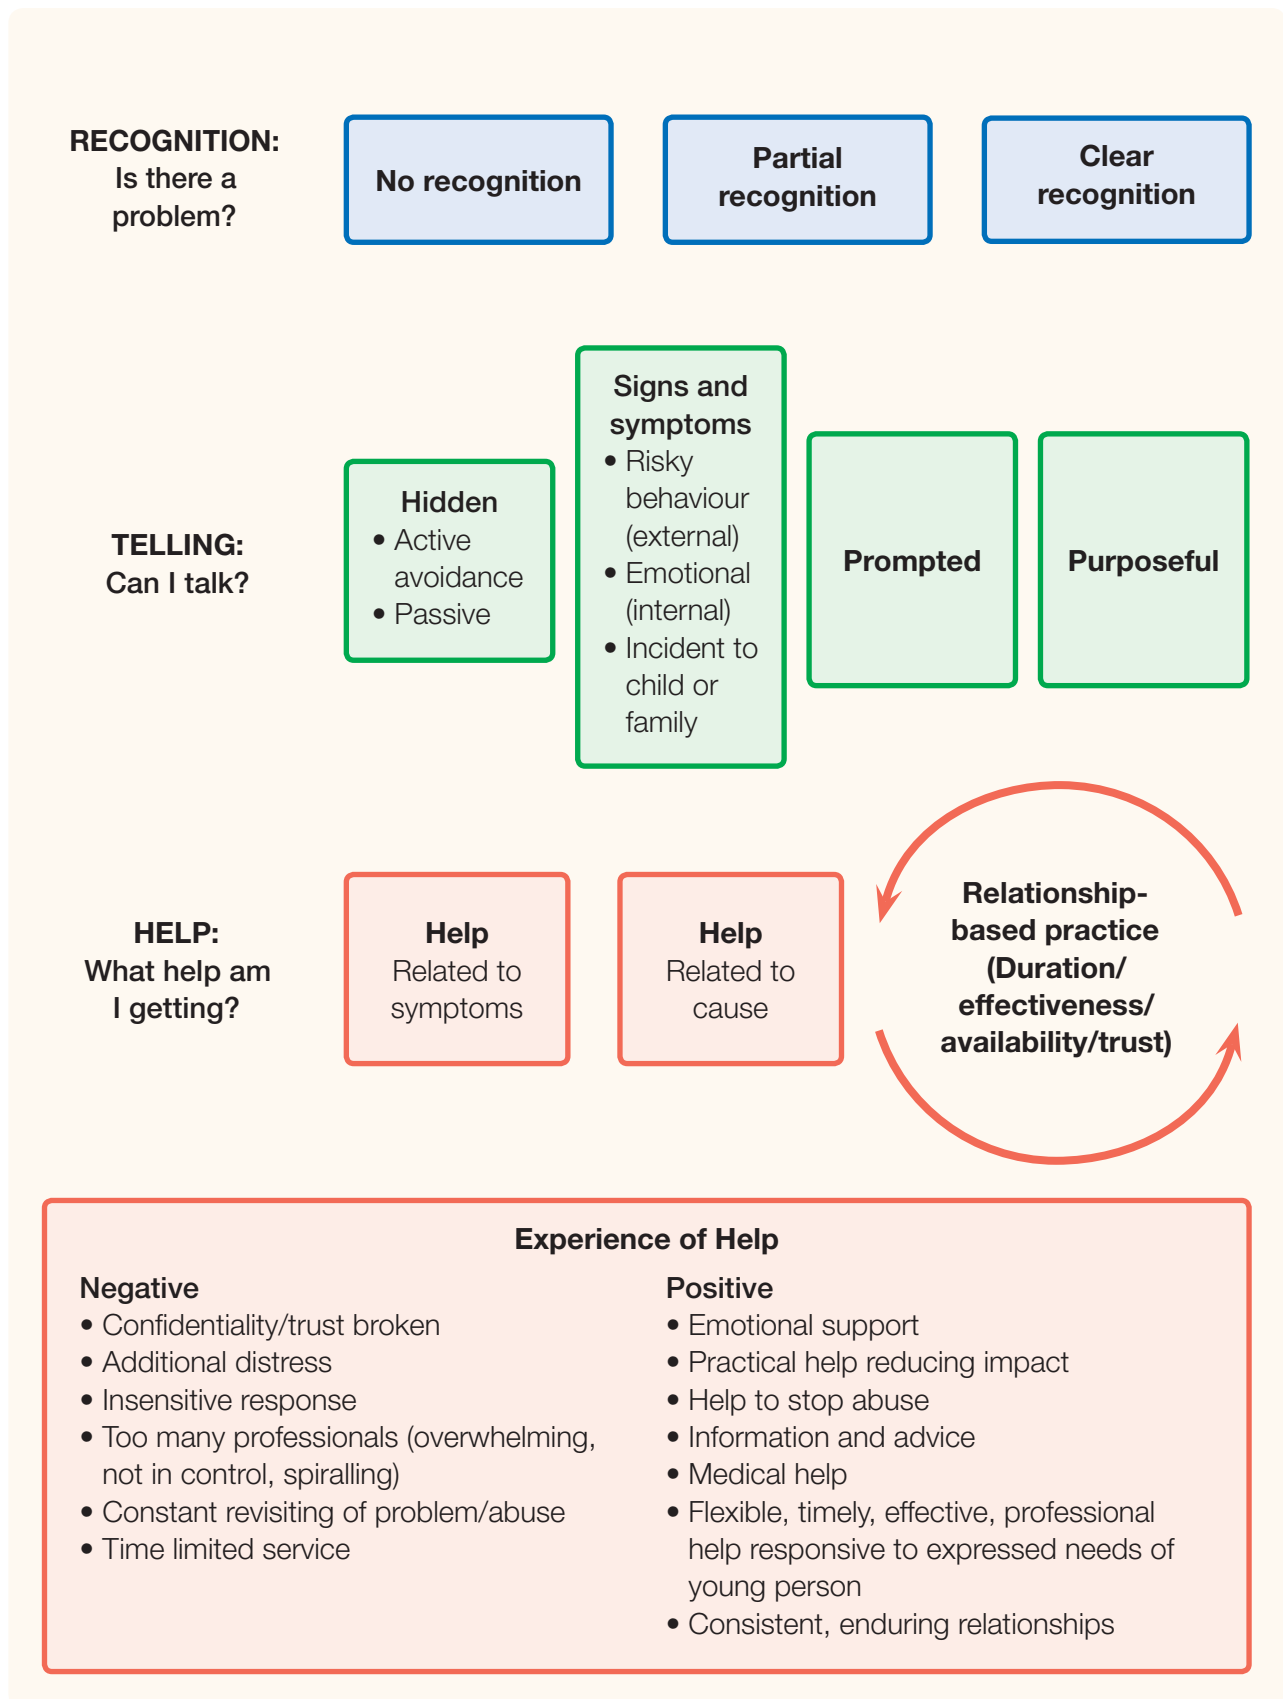 RECOGNITION:
Is there a
problem?
No recognition
Partial
recognition
Clear
recognition
TELLING:
Can I talk?
Hidden
• Active
avoidance
• Passive
Signs and
symptoms
• Risky
behaviour
(external)
• Emotional
(internal)
• Incident to
child or
family
Prompted
Purposeful
HELP:
What help am
I getting?
Help
Related to
symptoms
Help
Related to
cause
Relationship-
based practice
(Duration/
effectiveness/
availability/trust)
Experience of Help
Negative
• Confidentiality/trust broken
• Additional distress
• Insensitive response
• Too many professionals (overwhelming,
not in control, spiralling)
• Constant revisiting of problem/abuse
• Time limited service
Positive
• Emotional support
• Practical help reducing impact
• Help to stop abuse
• Information and advice
• Medical help
• Flexible, timely, effective, professional
help responsive to expressed needs of
young person
• Consistent, enduring relationships